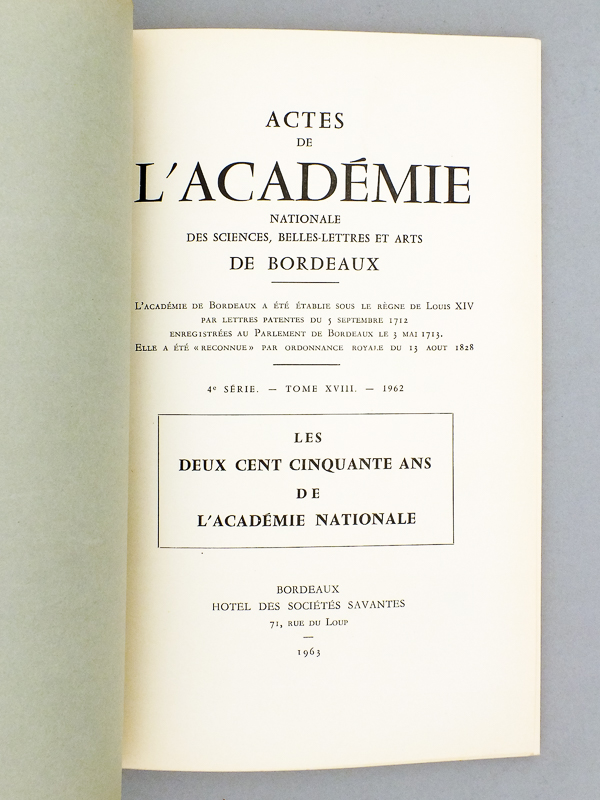 ACTES
DE
L'ACADÉMIE
NATIONALE
DES SCIENCES, BELLES-LETTRES ET ARTS
DE BORDEAUX
L'ACADÉMIE DE BORDEAUX A ÉTÉ ÉTABLIE SOUS LE RÈGNE DE LOUIS XIV
PAR LETTRES PATENTES DU 5 SEPTEMBRE 1712
ENREGISTRÉES AU PARLEMENT DE BORDEAUX LE 3 MAI 1713.
ELLE A ÉTÉ «RECONNUE» PAR ORDONNANCE ROYALE DU 13 AOUT 1828
4e SÉRIE. — TOME XVIII. — 1962
LES
DEUX CENT CINQUANTE ANS
DE
L'ACADÉMIE NATIONALE
BORDEAUX
HOTEL DES SOCIÉTÉS SAVANTES
71, RUE DU LOUP
—
1963